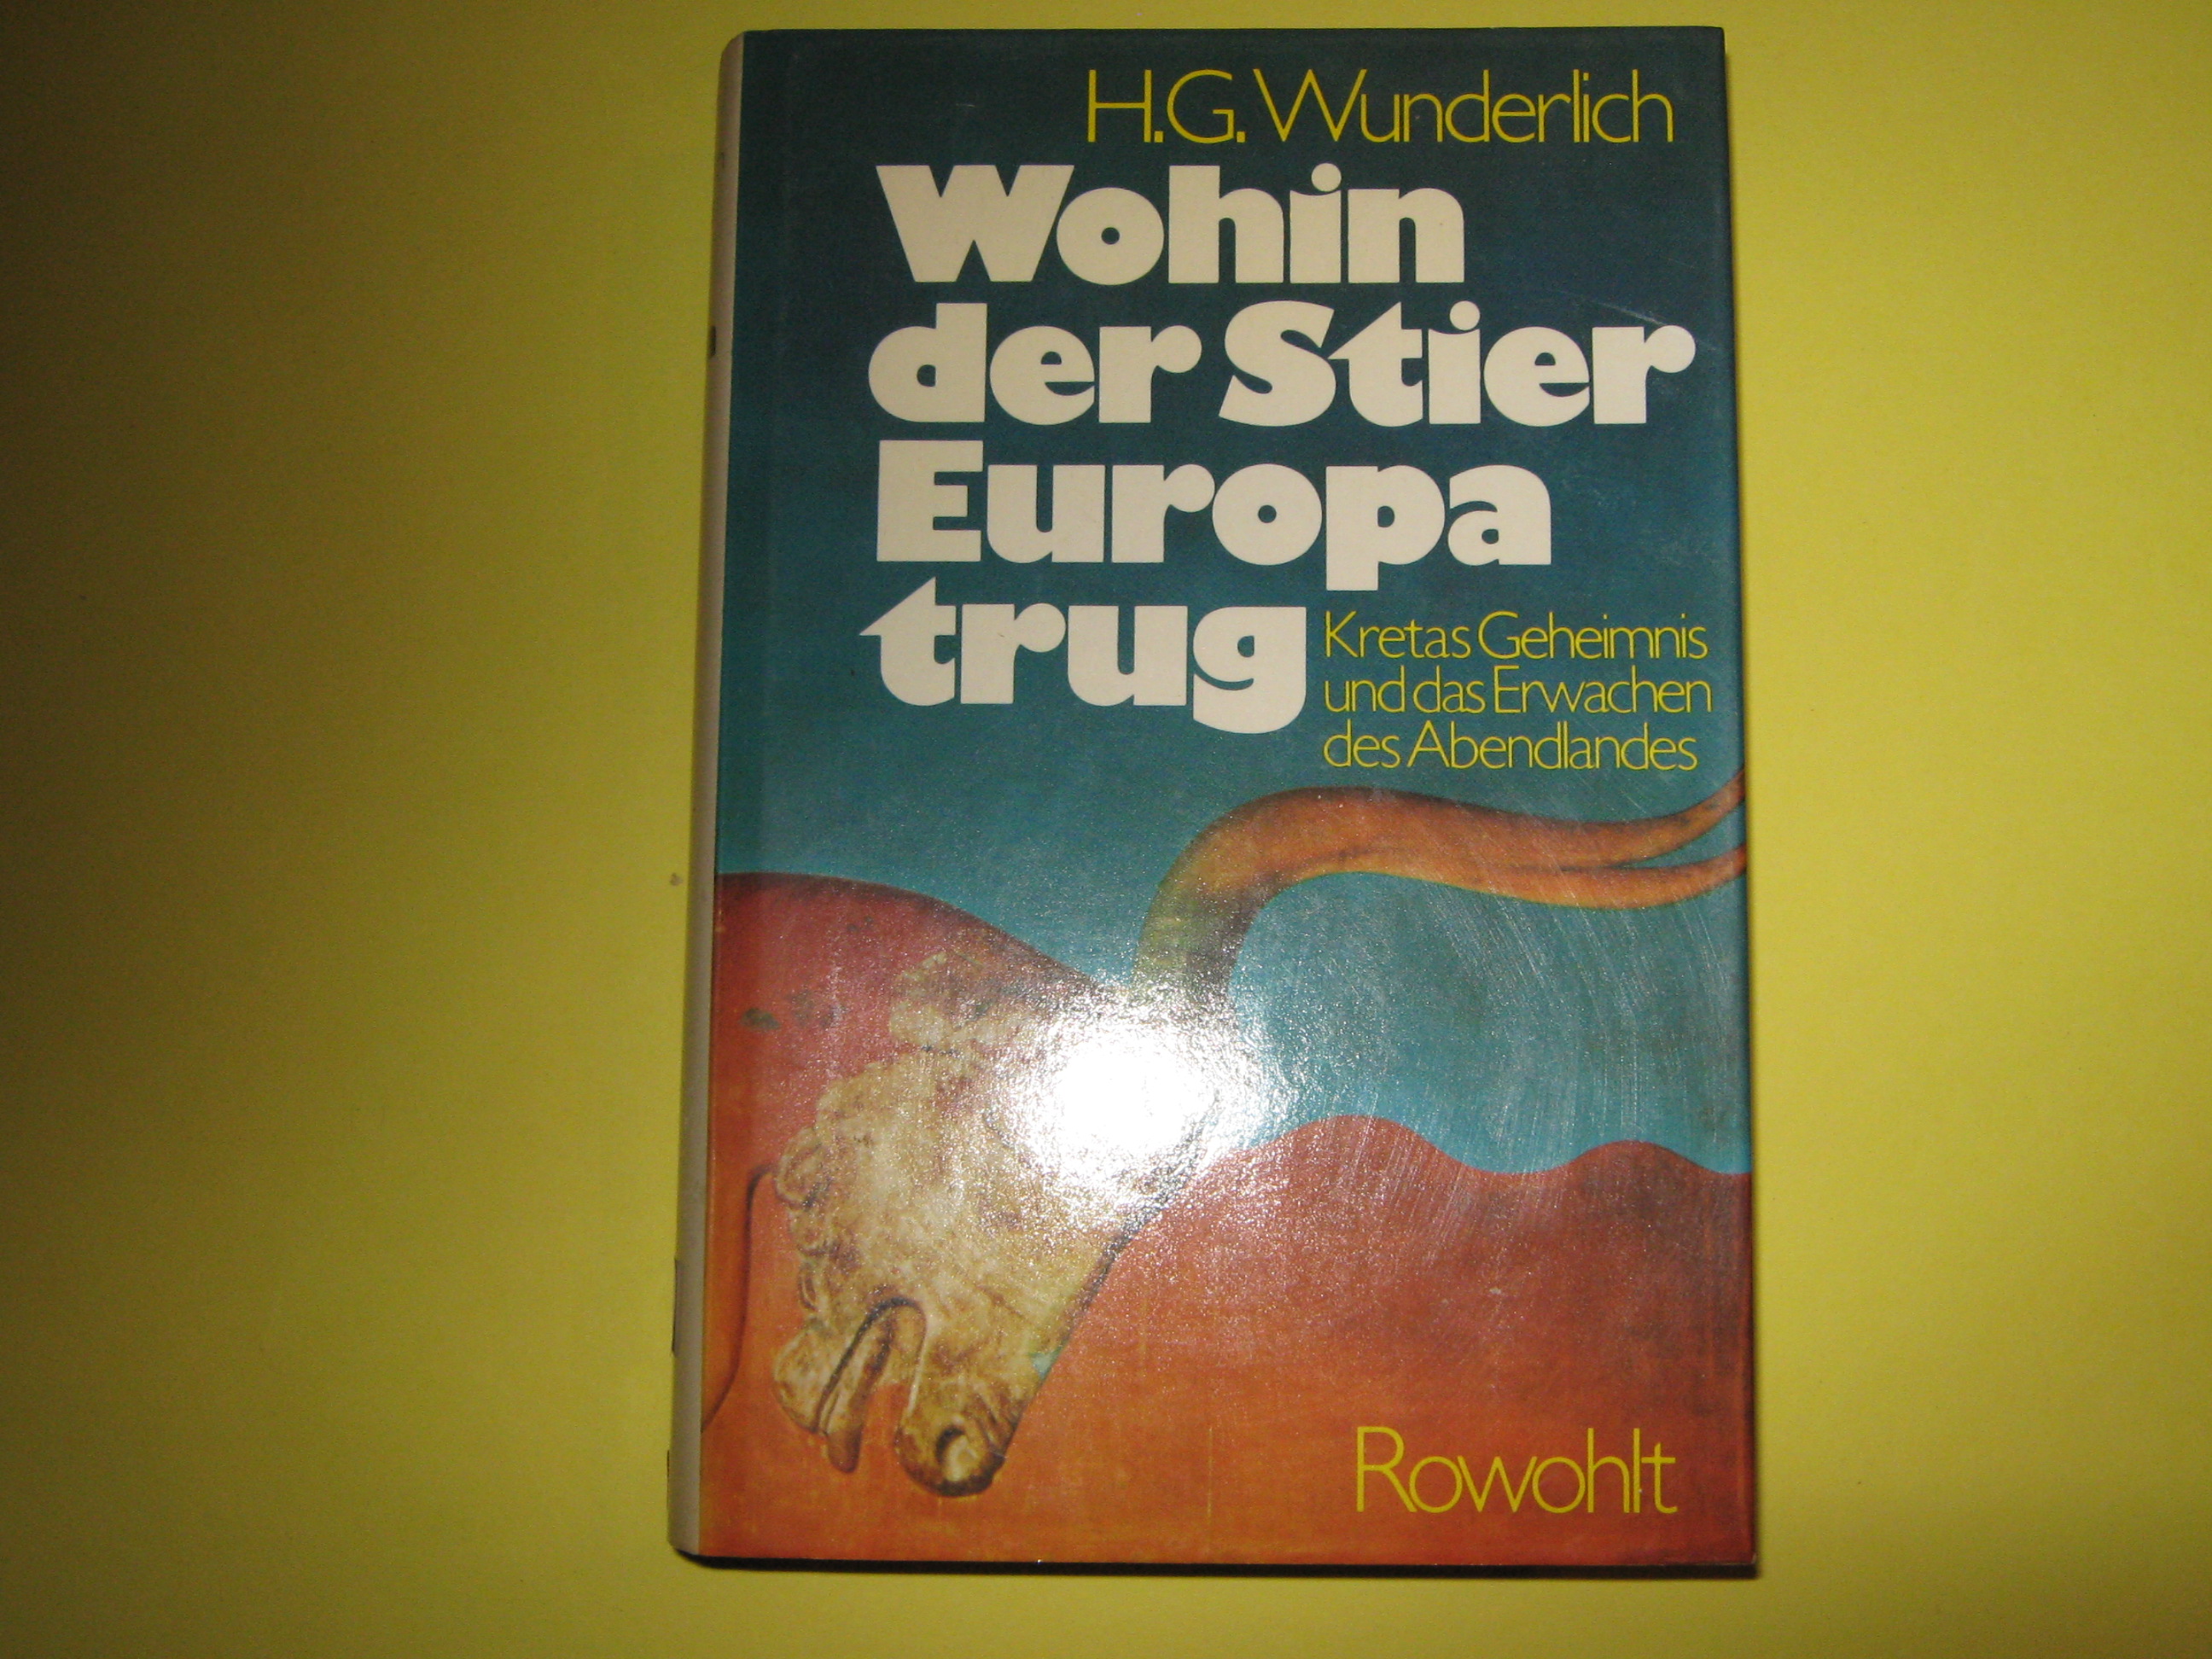 H.G. Wunderlich
Wohin
der Stier
Europa
trug
Kretas Geheimnis
und das Erwachen
des Abendlandes
Rowohlt